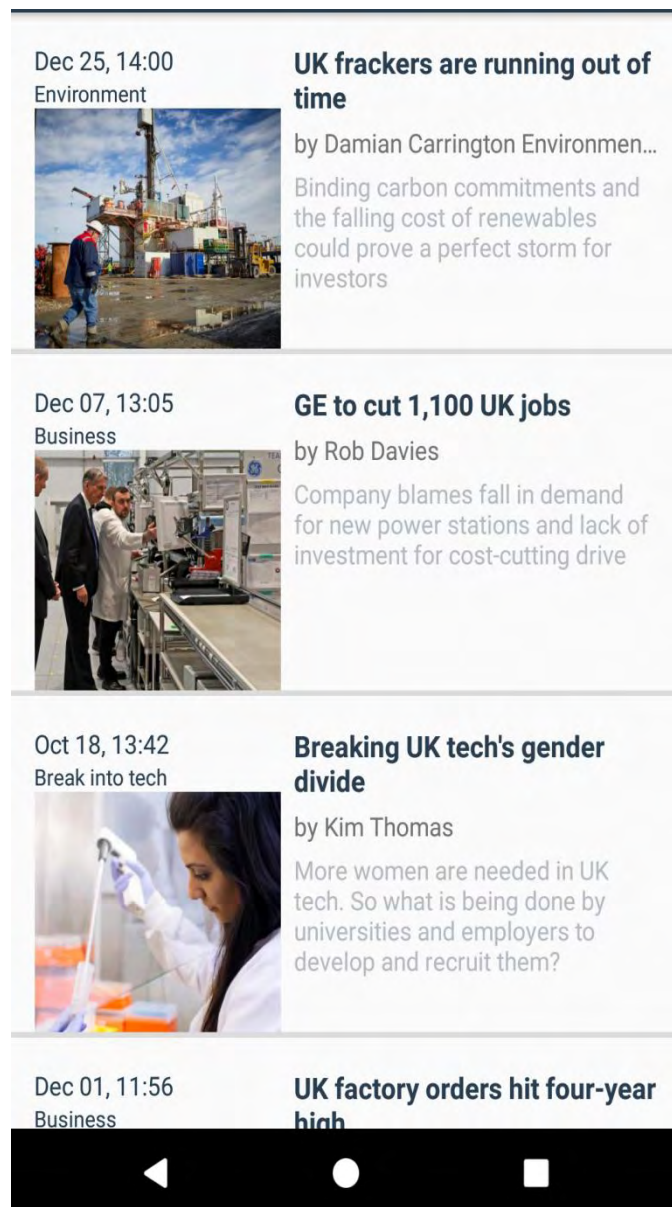 Dec 25, 14:00
Environment
UK frackers are running out of
time
by Damian Carrington Environmen...
Binding carbon commitments and
the falling cost of renewables
could prove a perfect storm for
investors
Dec 07, 13:05
Business
GE to cut 1,100 UK jobs
by Rob Davies
Company blames fall in demand
for new power stations and lack of
investment for cost-cutting drive
Oct 18, 13:42
Break into tech
Breaking UK tech's gender
divide
by Kim Thomas
More women are needed in UK
tech. So what is being done by
universities and employers to
develop and recruit them?
Dec 01, 11:56
Business
UK factory orders hit four-year
high